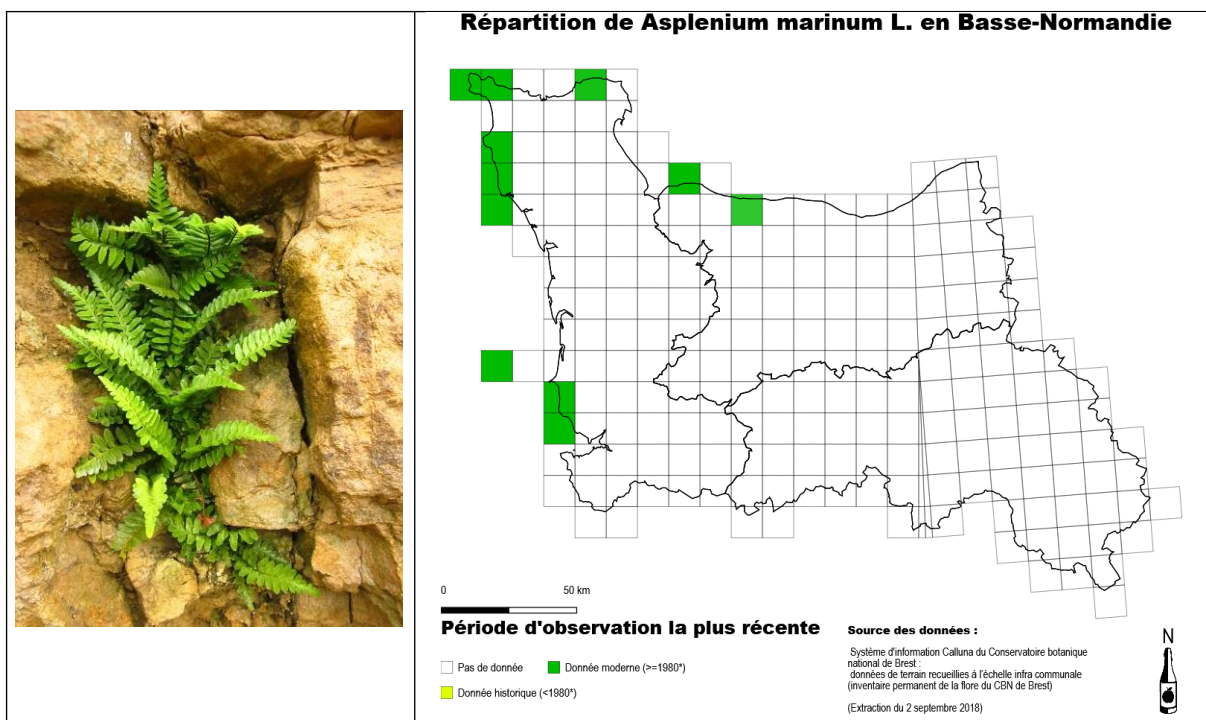 Répartition de Asplenium marinum L. en Basse-Normandie
0 50 km
Période d'observation la plus récente
Pas de donnée Donnée moderne (>=1980*)
Donnée historique (<1980*)
Source des données :
Système d'information Calluna du Conservatoire botanique
national de Brest :
données de terrain recueillies à l'échelle infra communale
(inventaire permanent de la flore du CBN de Brest)
(Extraction du 2 septembre 2018)
N